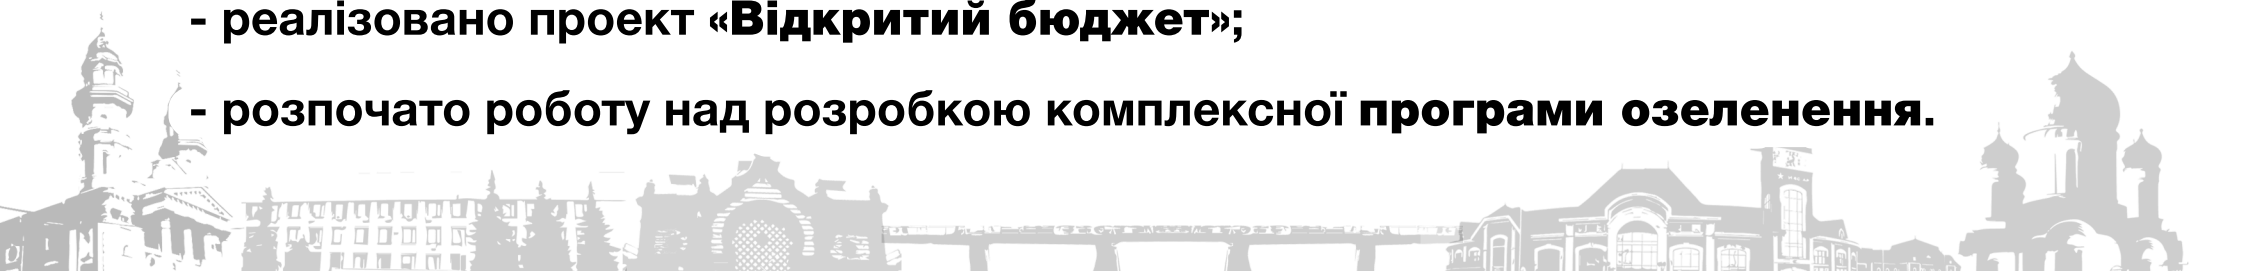 - реалізовано проект «Відкритий бюджет»;
- розпочато роботу над розробкою комплексної програми озеленення.